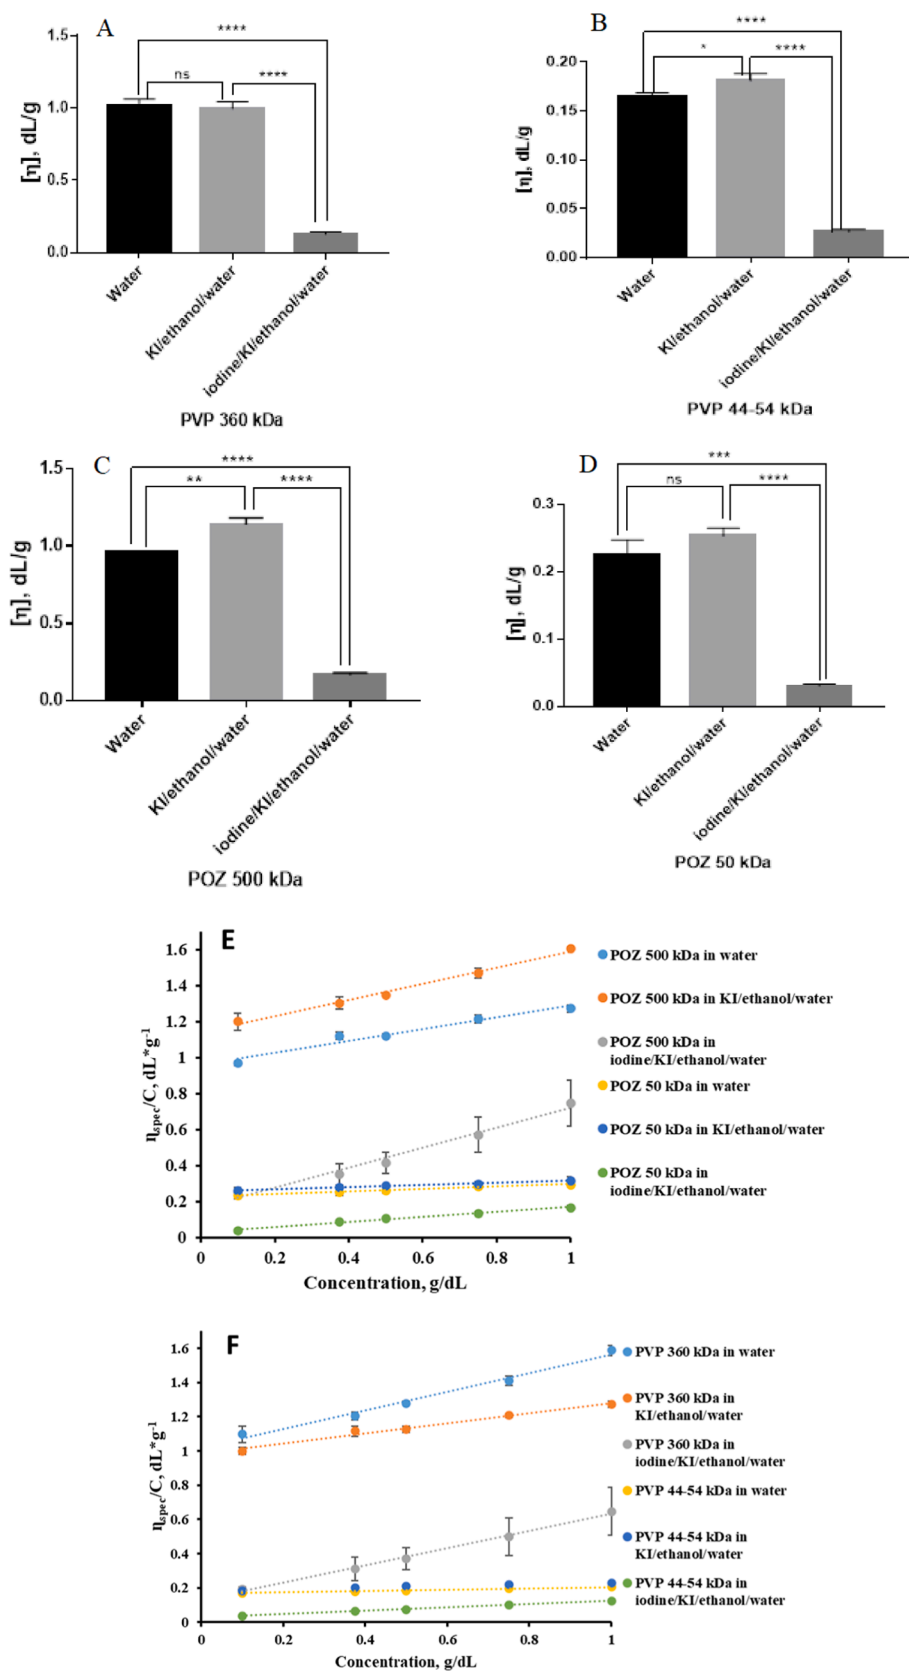 A
****
ns
****
1.5
1.0
0.5
0.0
[η], dL/g
Water
KI/ethanol/water
iodine/KI/ethanol/water
PVP 360 kDa
B
****
*
****
0.20
0.15
0.10
0.05
0.00
[η], dL/g
Water
KI/ethanol/water
iodine/KI/ethanol/water
PVP 44-54 kDa
C
****
**
****
1.5
1.0
0.5
0.0
[η], dL/g
Water
KI/ethanol/water
iodine/KI/ethanol/water
POZ 500 kDa
D
***
ns
****
0.3
0.2
0.1
0.0
[η], dL/g
Water
KI/ethanol/water
iodine/KI/ethanol/water
POZ 50 kDa
E
1.6
1.4
1.2
1
0.8
0.6
0.4
0.2
0
ηspec/C, dL*g-1
0
0.2
0.4
0.6
0.8
1
Concentration, g/dL
POZ 500 kDa in water
POZ 500 kDa in KI/ethanol/water
POZ 500 kDa in
iodine/KI/ethanol/water
POZ 50 kDa in water
POZ 50 kDa in KI/ethanol/water
POZ 50 kDa in
iodine/KI/ethanol/water
F
1.6
1.4
1.2
1
0.8
0.6
0.4
0.2
0
ηspec/C, dL*g-1
0
0.2
0.4
0.6
0.8
1
Concentration, g/dL
PVP 360 kDa in water
PVP 360 kDa in
KI/ethanol/water
PVP 360 kDa in
iodine/KI/ethanol/water
PVP 44-54 kDa in water
PVP 44-54 kDa in
KI/ethanol/water
PVP 44-54 kDa in
iodine/KI/ethanol/water